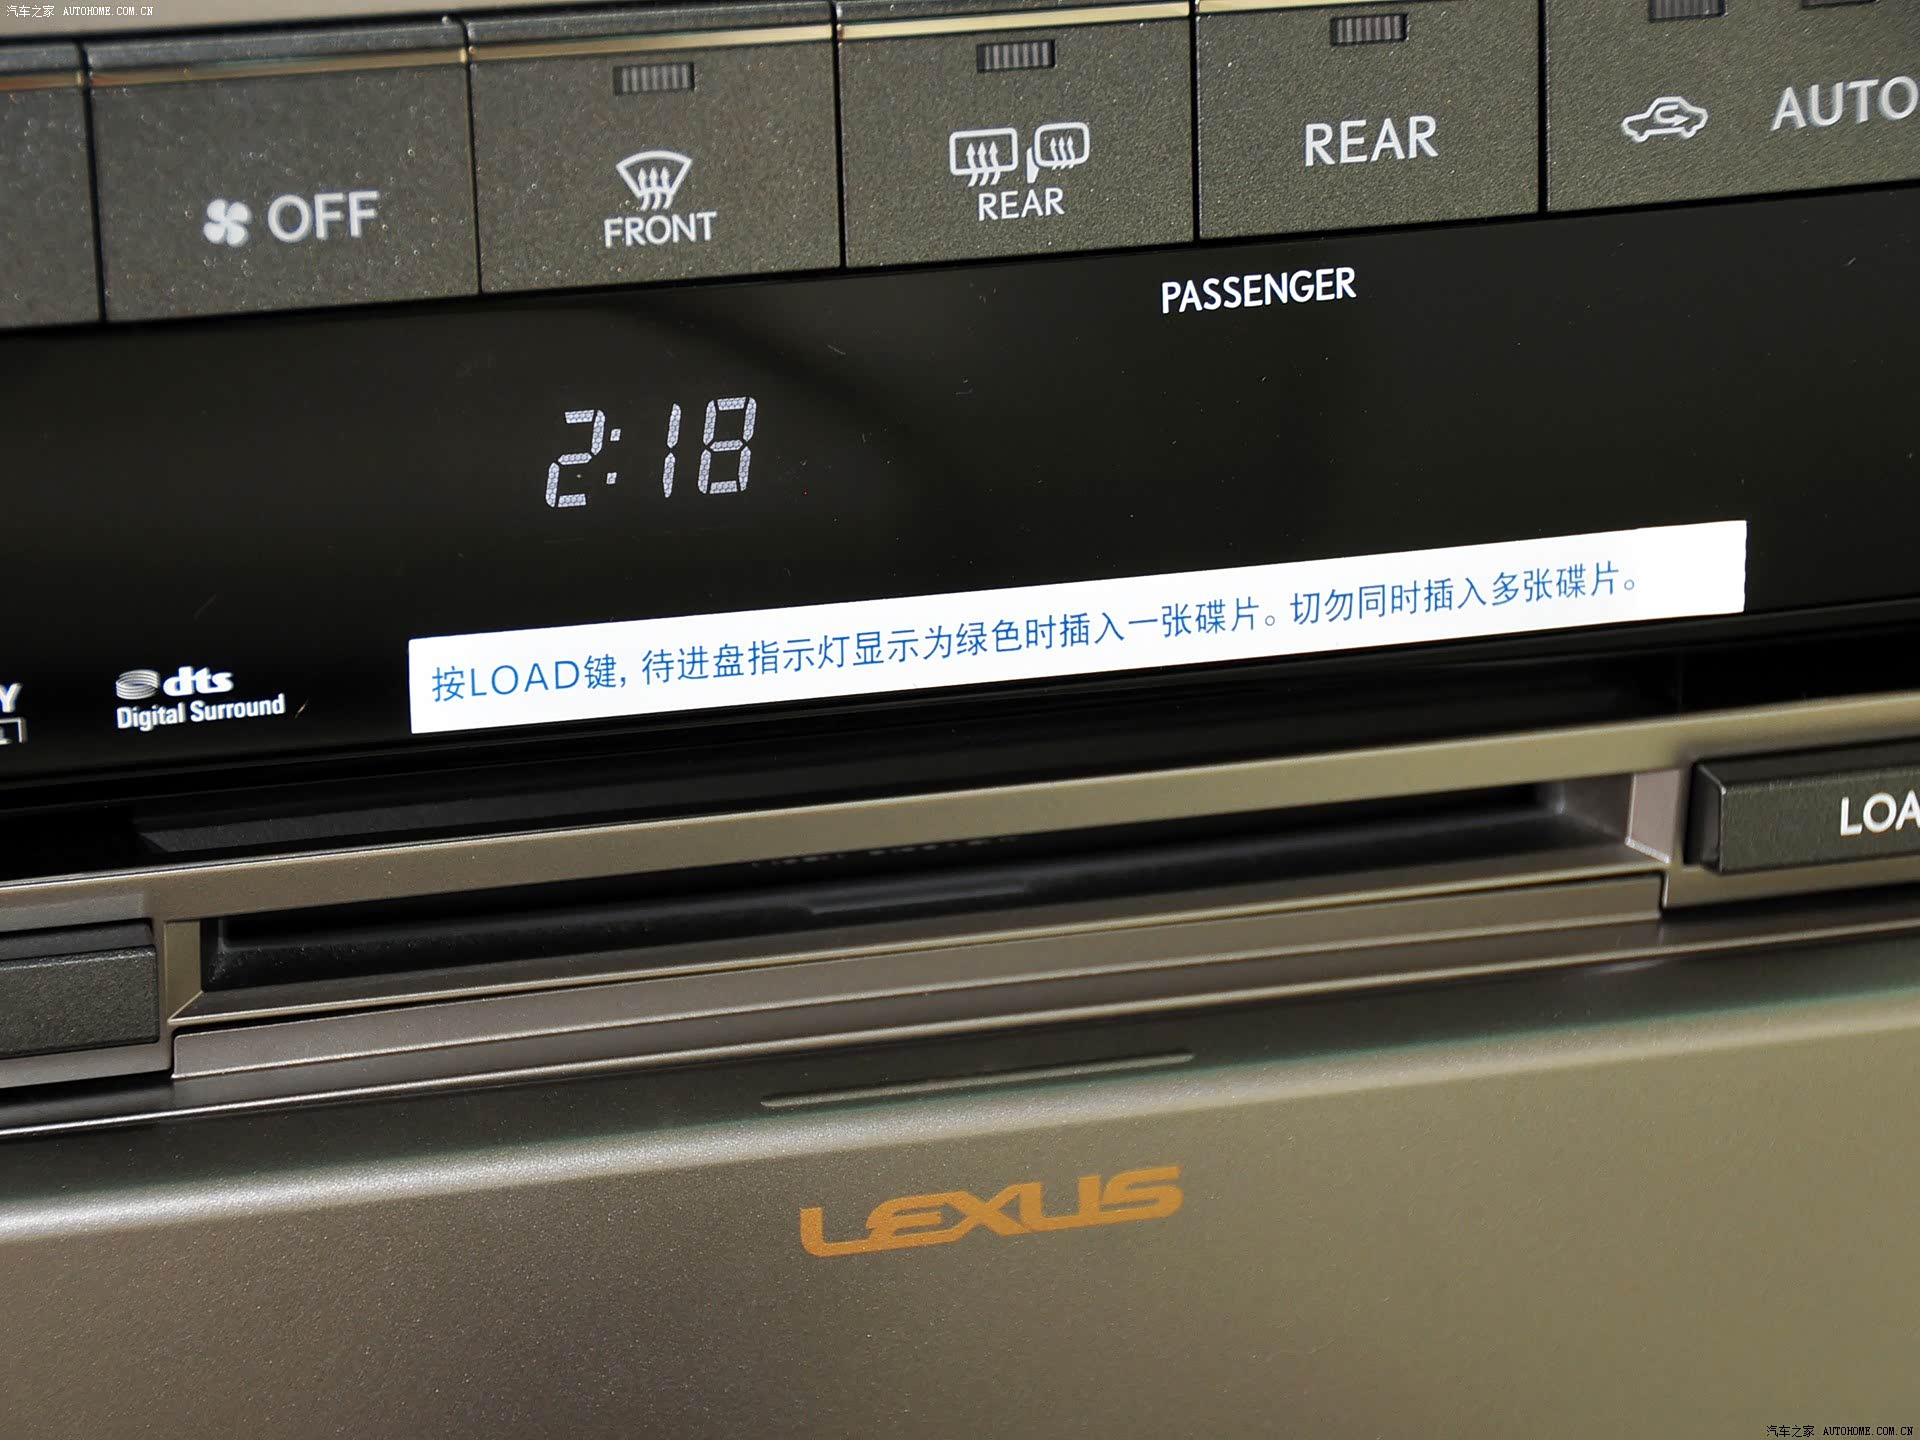 汽车之家 AUTOHOME.COM.CN
OFF
FRONT
REAR
REAR
AUTO
PASSENGER
2:18
按LOAD键, 待进盘指示灯显示为绿色时插入一张碟片。切勿同时插入多张碟片。
dts
Digital Surround
Y
LOA
LEXUS
汽车之家 AUTOHOME.COM.CN